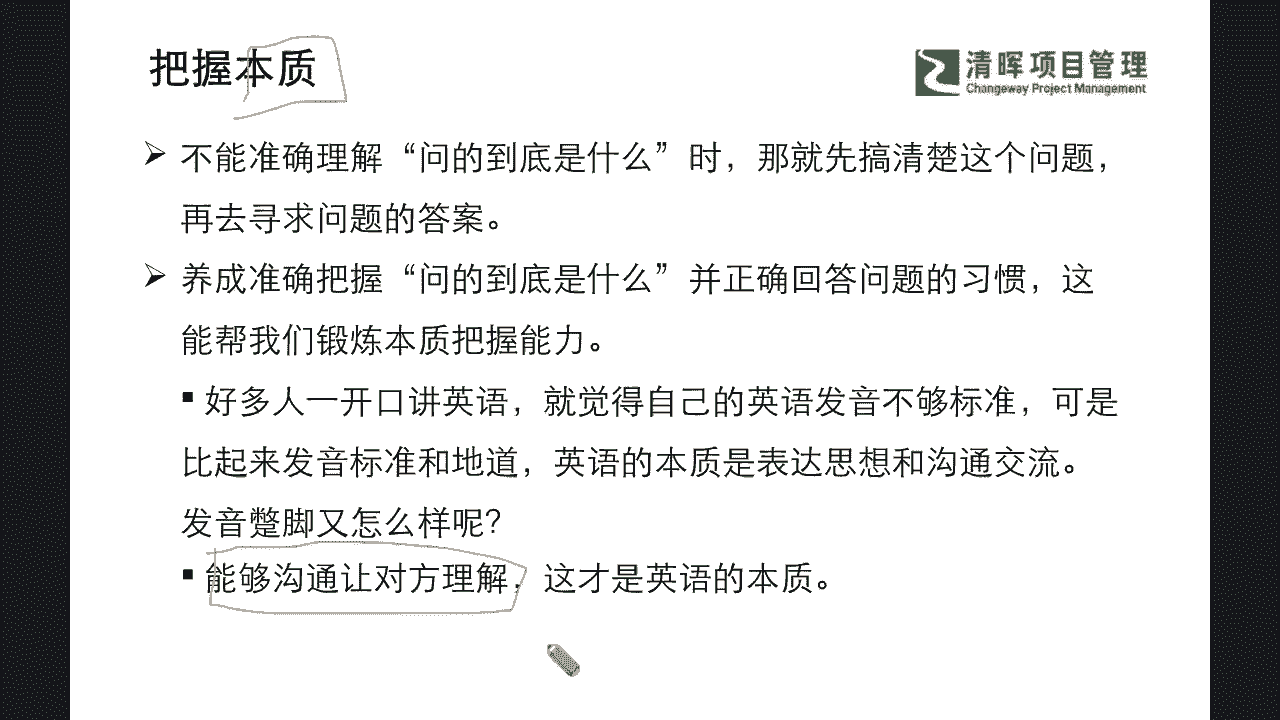 把握本质
清晖项目管理
Changeway Project Management
➢ 不能准确理解“问的到底是什么”时，那就先搞清楚这个问题，
再去寻求问题的答案。
➢ 养成准确把握“问的到底是什么”并正确回答问题的习惯，这
能帮我们锻炼本质把握能力。
▪ 好多人一开口讲英语，就觉得自己的英语发音不够标准，可是
比起来发音标准和地道，英语的本质是表达思想和沟通交流。
发音蹩脚又怎么样呢？
▪ 能够沟通让对方理解，这才是英语的本质。